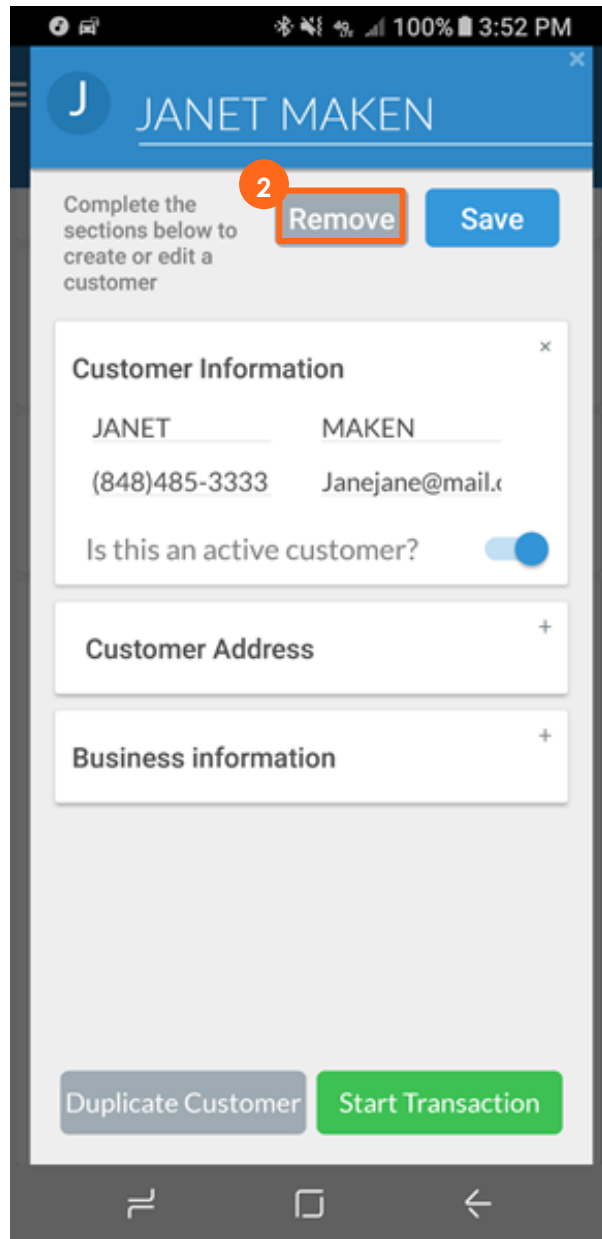 100% 3:52 PM
J JANET MAKEN
2
Complete the
sections below to
create or edit a
customer
Remove Save
Customer Information
JANET MAKEN
(848)485-3333 Janejane@mail.
Is this an active customer?
Customer Address
Business information
Duplicate Customer Start Transaction